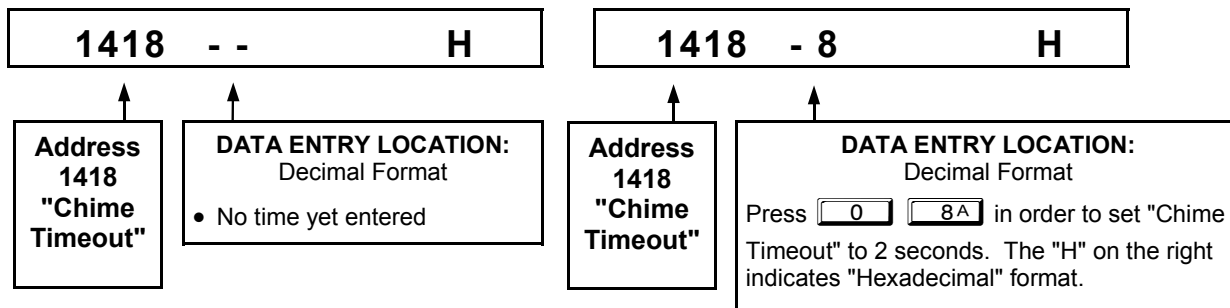 1418 - - H
1418 - 8 H
Address
1418
"Chime
Timeout"
DATA ENTRY LOCATION:
Decimal Format
• No time yet entered
Address
1418
"Chime
Timeout"
DATA ENTRY LOCATION:
Decimal Format
Press 0 8A in order to set "Chime
Timeout" to 2 seconds. The "H" on the right
indicates "Hexadecimal" format.